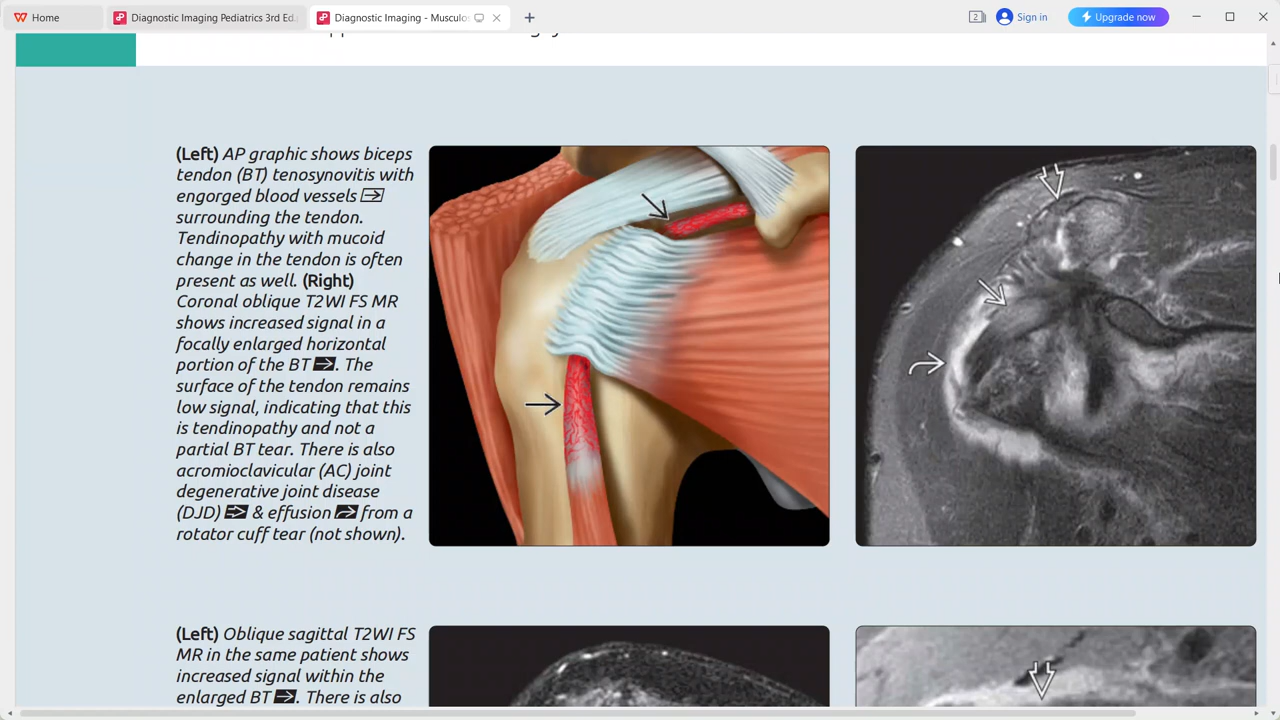 Home
Diagnostic Imaging Pediatrics 3rd Ed.
Diagnostic Imaging - Musculos
2
Sign in
Upgrade now
(Left) AP graphic shows biceps
tendon (BT) tenosynovitis with
engorged blood vessels
surrounding the tendon.
Tendinopathy with mucoid
change in the tendon is often
present as well. (Right)
Coronal oblique T2WI FS MR
shows increased signal in a
focally enlarged horizontal
portion of the BT. The
surface of the tendon remains
low signal, indicating that this
is tendinopathy and not a
partial BT tear. There is also
acromioclavicular (AC) joint
degenerative joint disease
(DJD) & effusion from a
rotator cuff tear (not shown).
(Left) Oblique sagittal T2WI FS
MR in the same patient shows
increased signal within the
enlarged BT. There is also